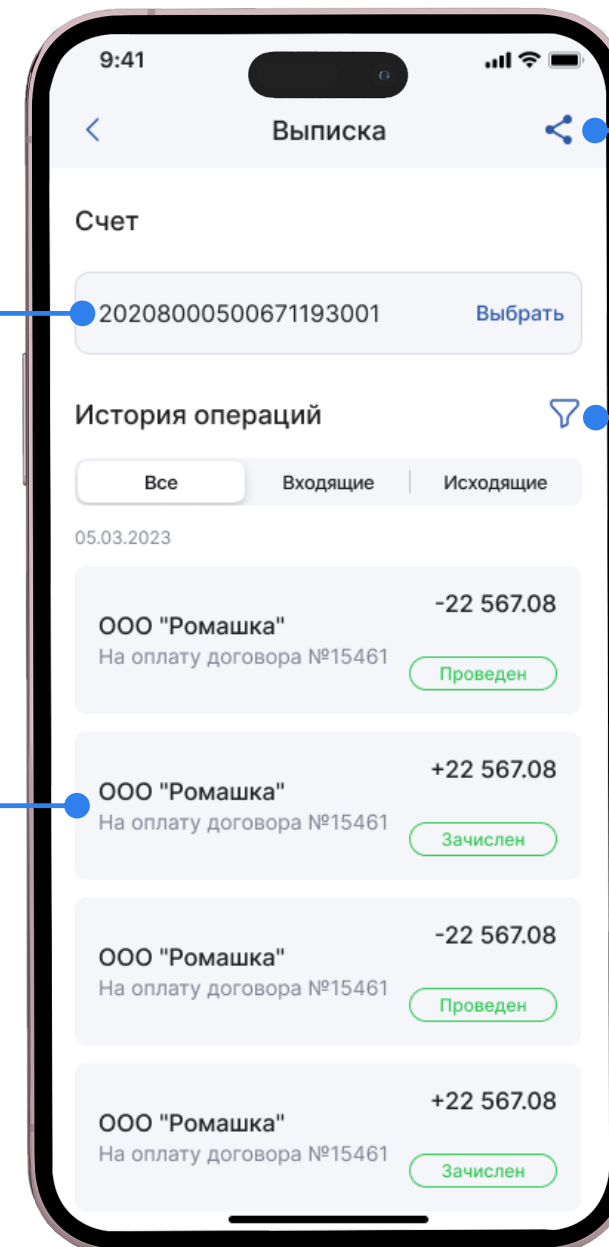 9:41
Выписка
Счет
20208000500671193001 Выбрать
История операций
Все Входящие Исходящие
05.03.2023
-22 567.08
ООО "Ромашка"
На оплату договора №15461
Проведен
+22 567.08
ООО "Ромашка"
На оплату договора №15461
Зачислен
-22 567.08
ООО "Ромашка"
На оплату договора №15461
Проведен
+22 567.08
ООО "Ромашка"
На оплату договора №15461
Зачислен